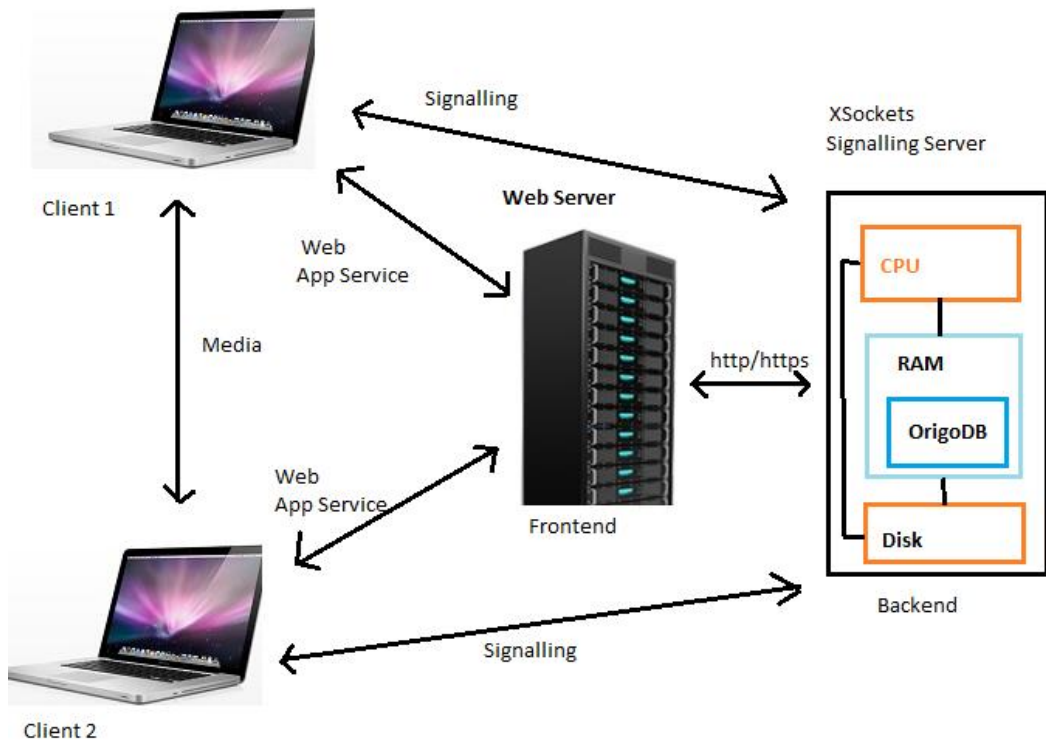 Signalling
XSockets
Signalling Server
Client 1
Web Server
Web
App Service
CPU
Media
http/https
RAM
OrigoDB
Web
App Service
Frontend
Disk
Backend
Signalling
Client 2